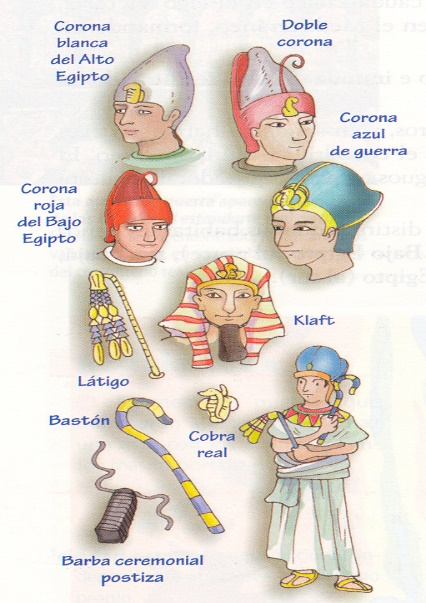 Corona
blanca
del Alto
Egipto
Doble
corona
Corona
azul
de guerra
Corona
roja
del Bajo
Egipto
Klaft
Látigo
Bastón
Cobra
real
Barba ceremonial
postiza